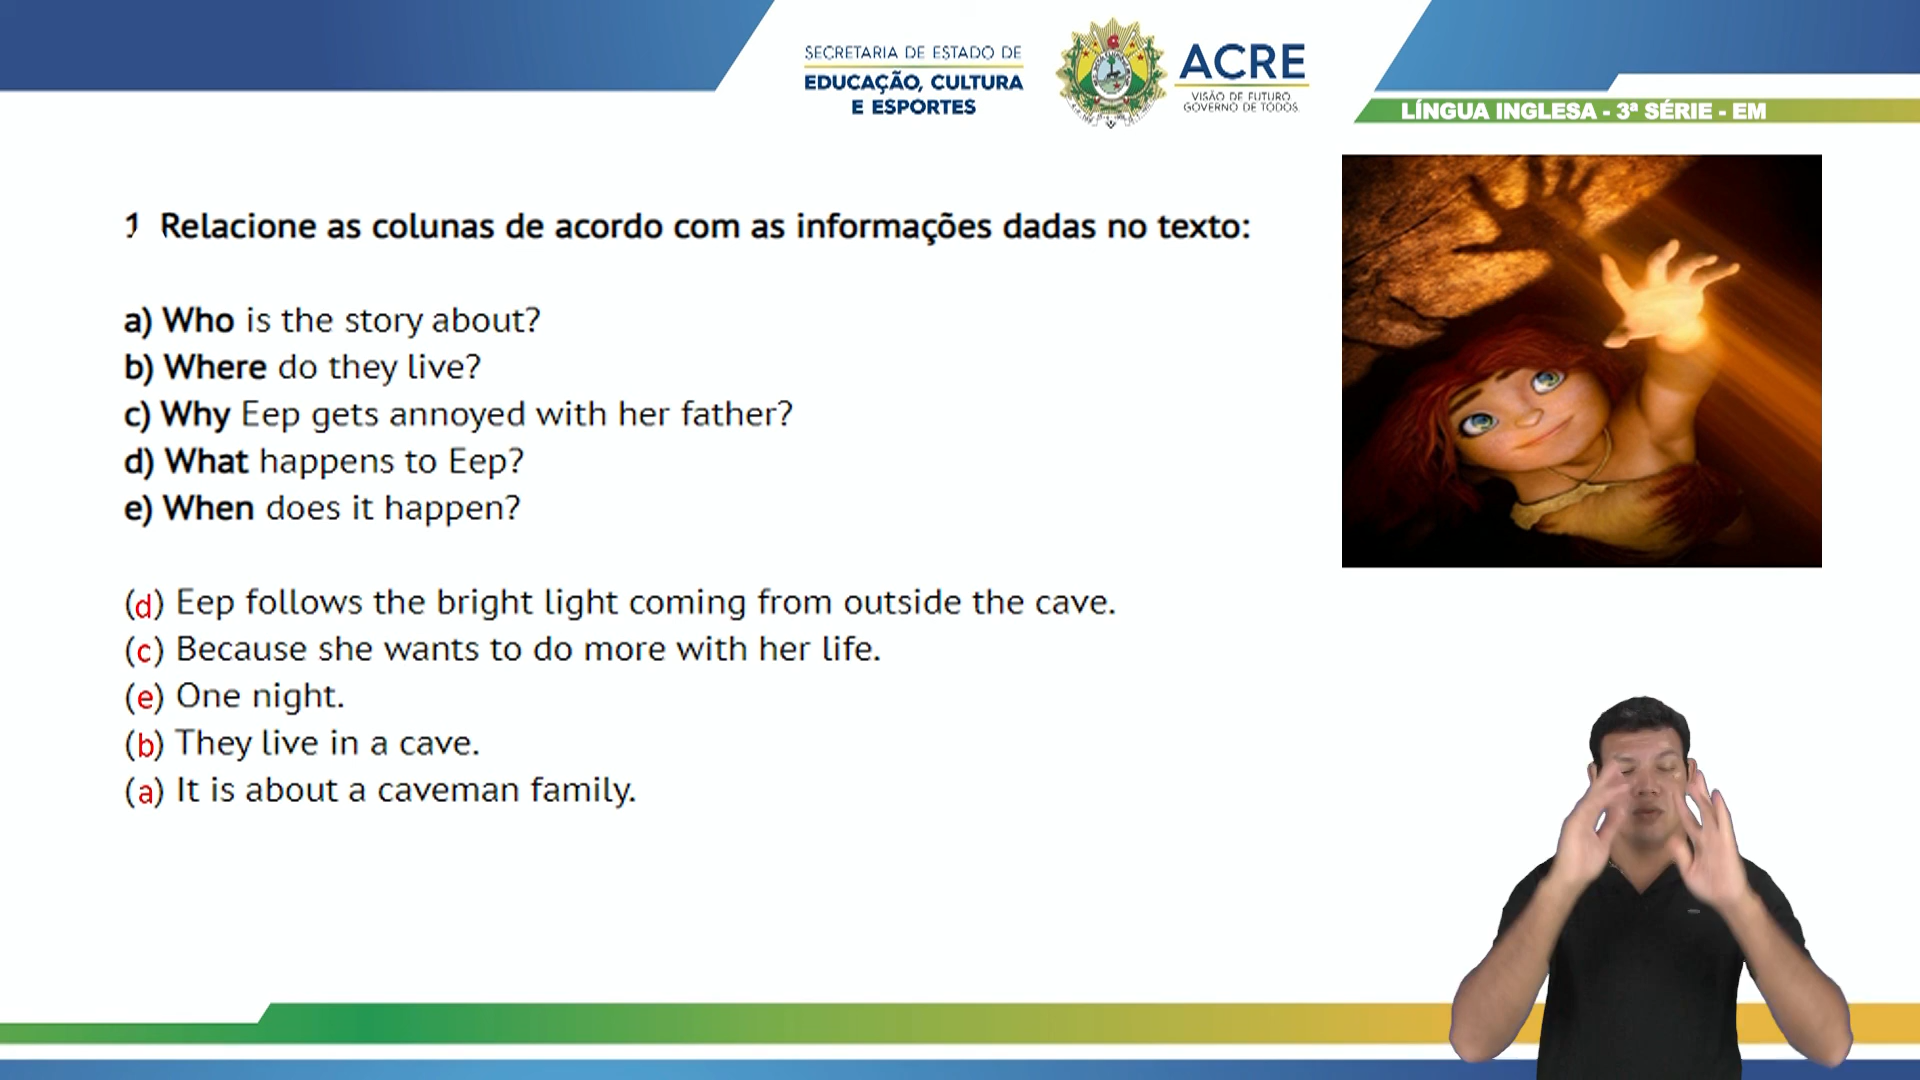 SECRETARIA DE ESTADO DE
EDUCAÇÃO, CULTURA
E ESPORTES
ACRE
VISÃO DE FUTURO
GOVERNO DE TODOS
LÍNGUA INGLESA - 3ª SÉRIE - EM
1 Relacione as colunas de acordo com as informações dadas no texto:
a) Who is the story about?
b) Where do they live?
c) Why Eep gets annoyed with her father?
d) What happens to Eep?
e) When does it happen?
(d) Eep follows the bright light coming from outside the cave.
(c) Because she wants to do more with her life.
(e) One night.
(b) They live in a cave.
(a) It is about a caveman family.